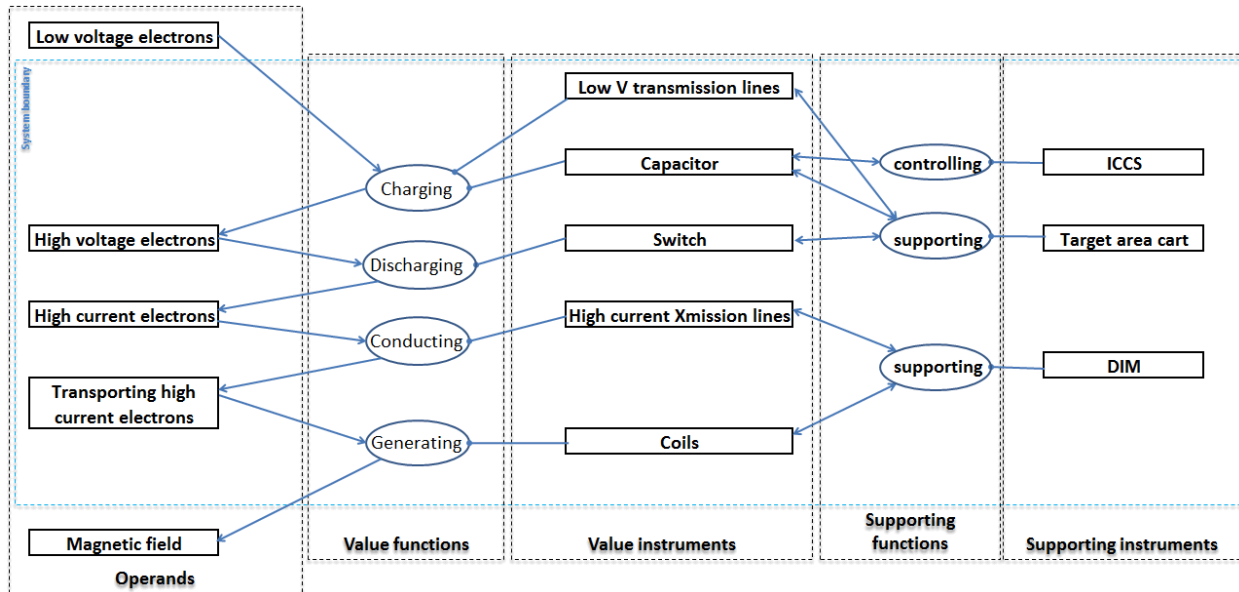 Low voltage electrons
System boundary
Low V transmission lines
Capacitor
controlling
ICCS
Charging
High voltage electrons
Switch
supporting
Target area cart
Discharging
High current electrons
Conducting
High current Xmission lines
supporting
DIM
Transporting high
current electrons
Generating
Coils
Magnetic field
Operands
Value functions
Value instruments
Supporting
functions
Supporting instruments